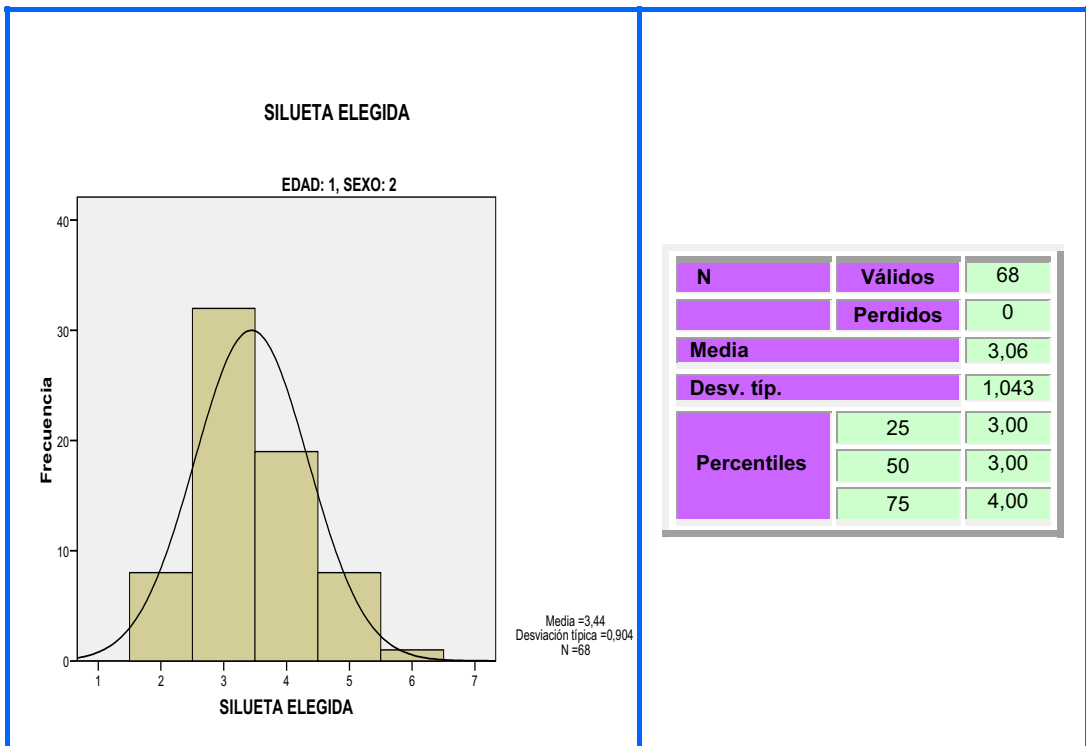 SILUETA ELEGIDA
EDAD: 1, SEXO: 2
40
30
20
10
0
Frecuencia
1 2 3 4 5 6 7
SILUETA ELEGIDA
Media =3,44
Desviación típica =0,904
N =68
N Válidos 68
Perdidos 0
Media 3,06
Desv. típ. 1,043
Percentiles 25 3,00
50 3,00
75 4,00